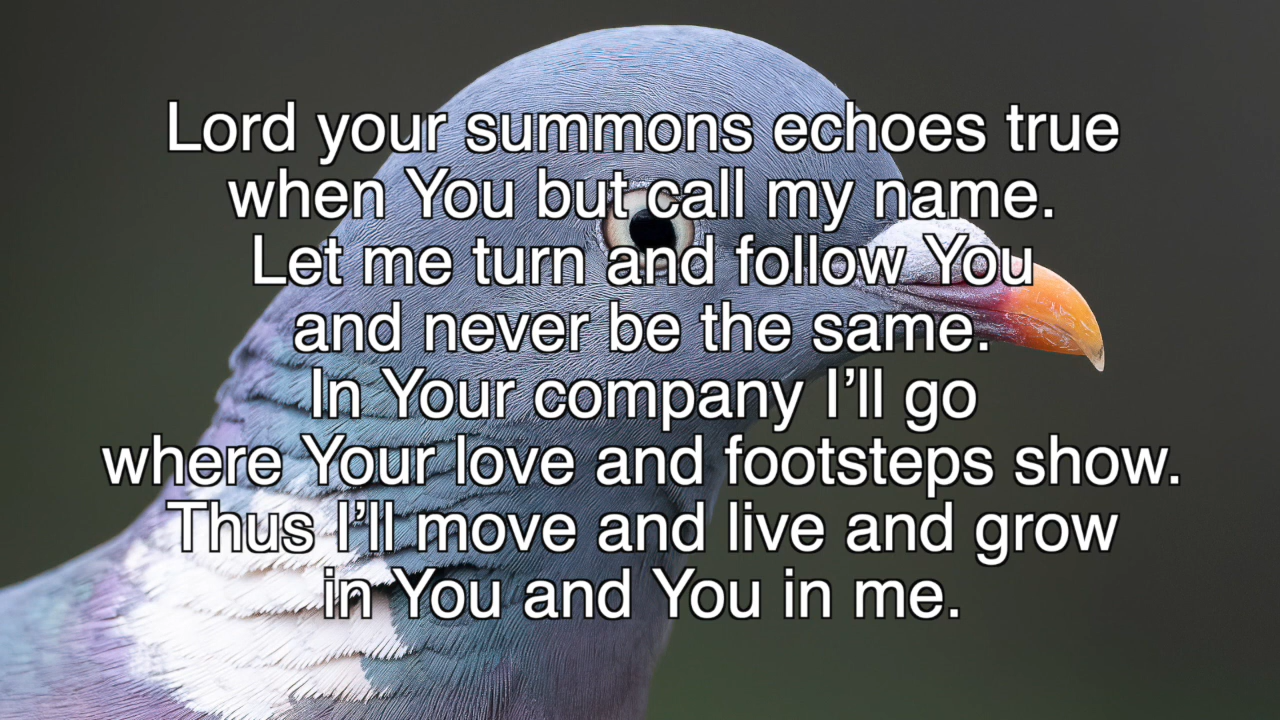 Lord your summons echoes true
when You but call my name.
Let me turn and follow You
and never be the same.
In Your company I’ll go
where Your love and footsteps show.
Thus I’ll move and live and grow
in You and You in me.